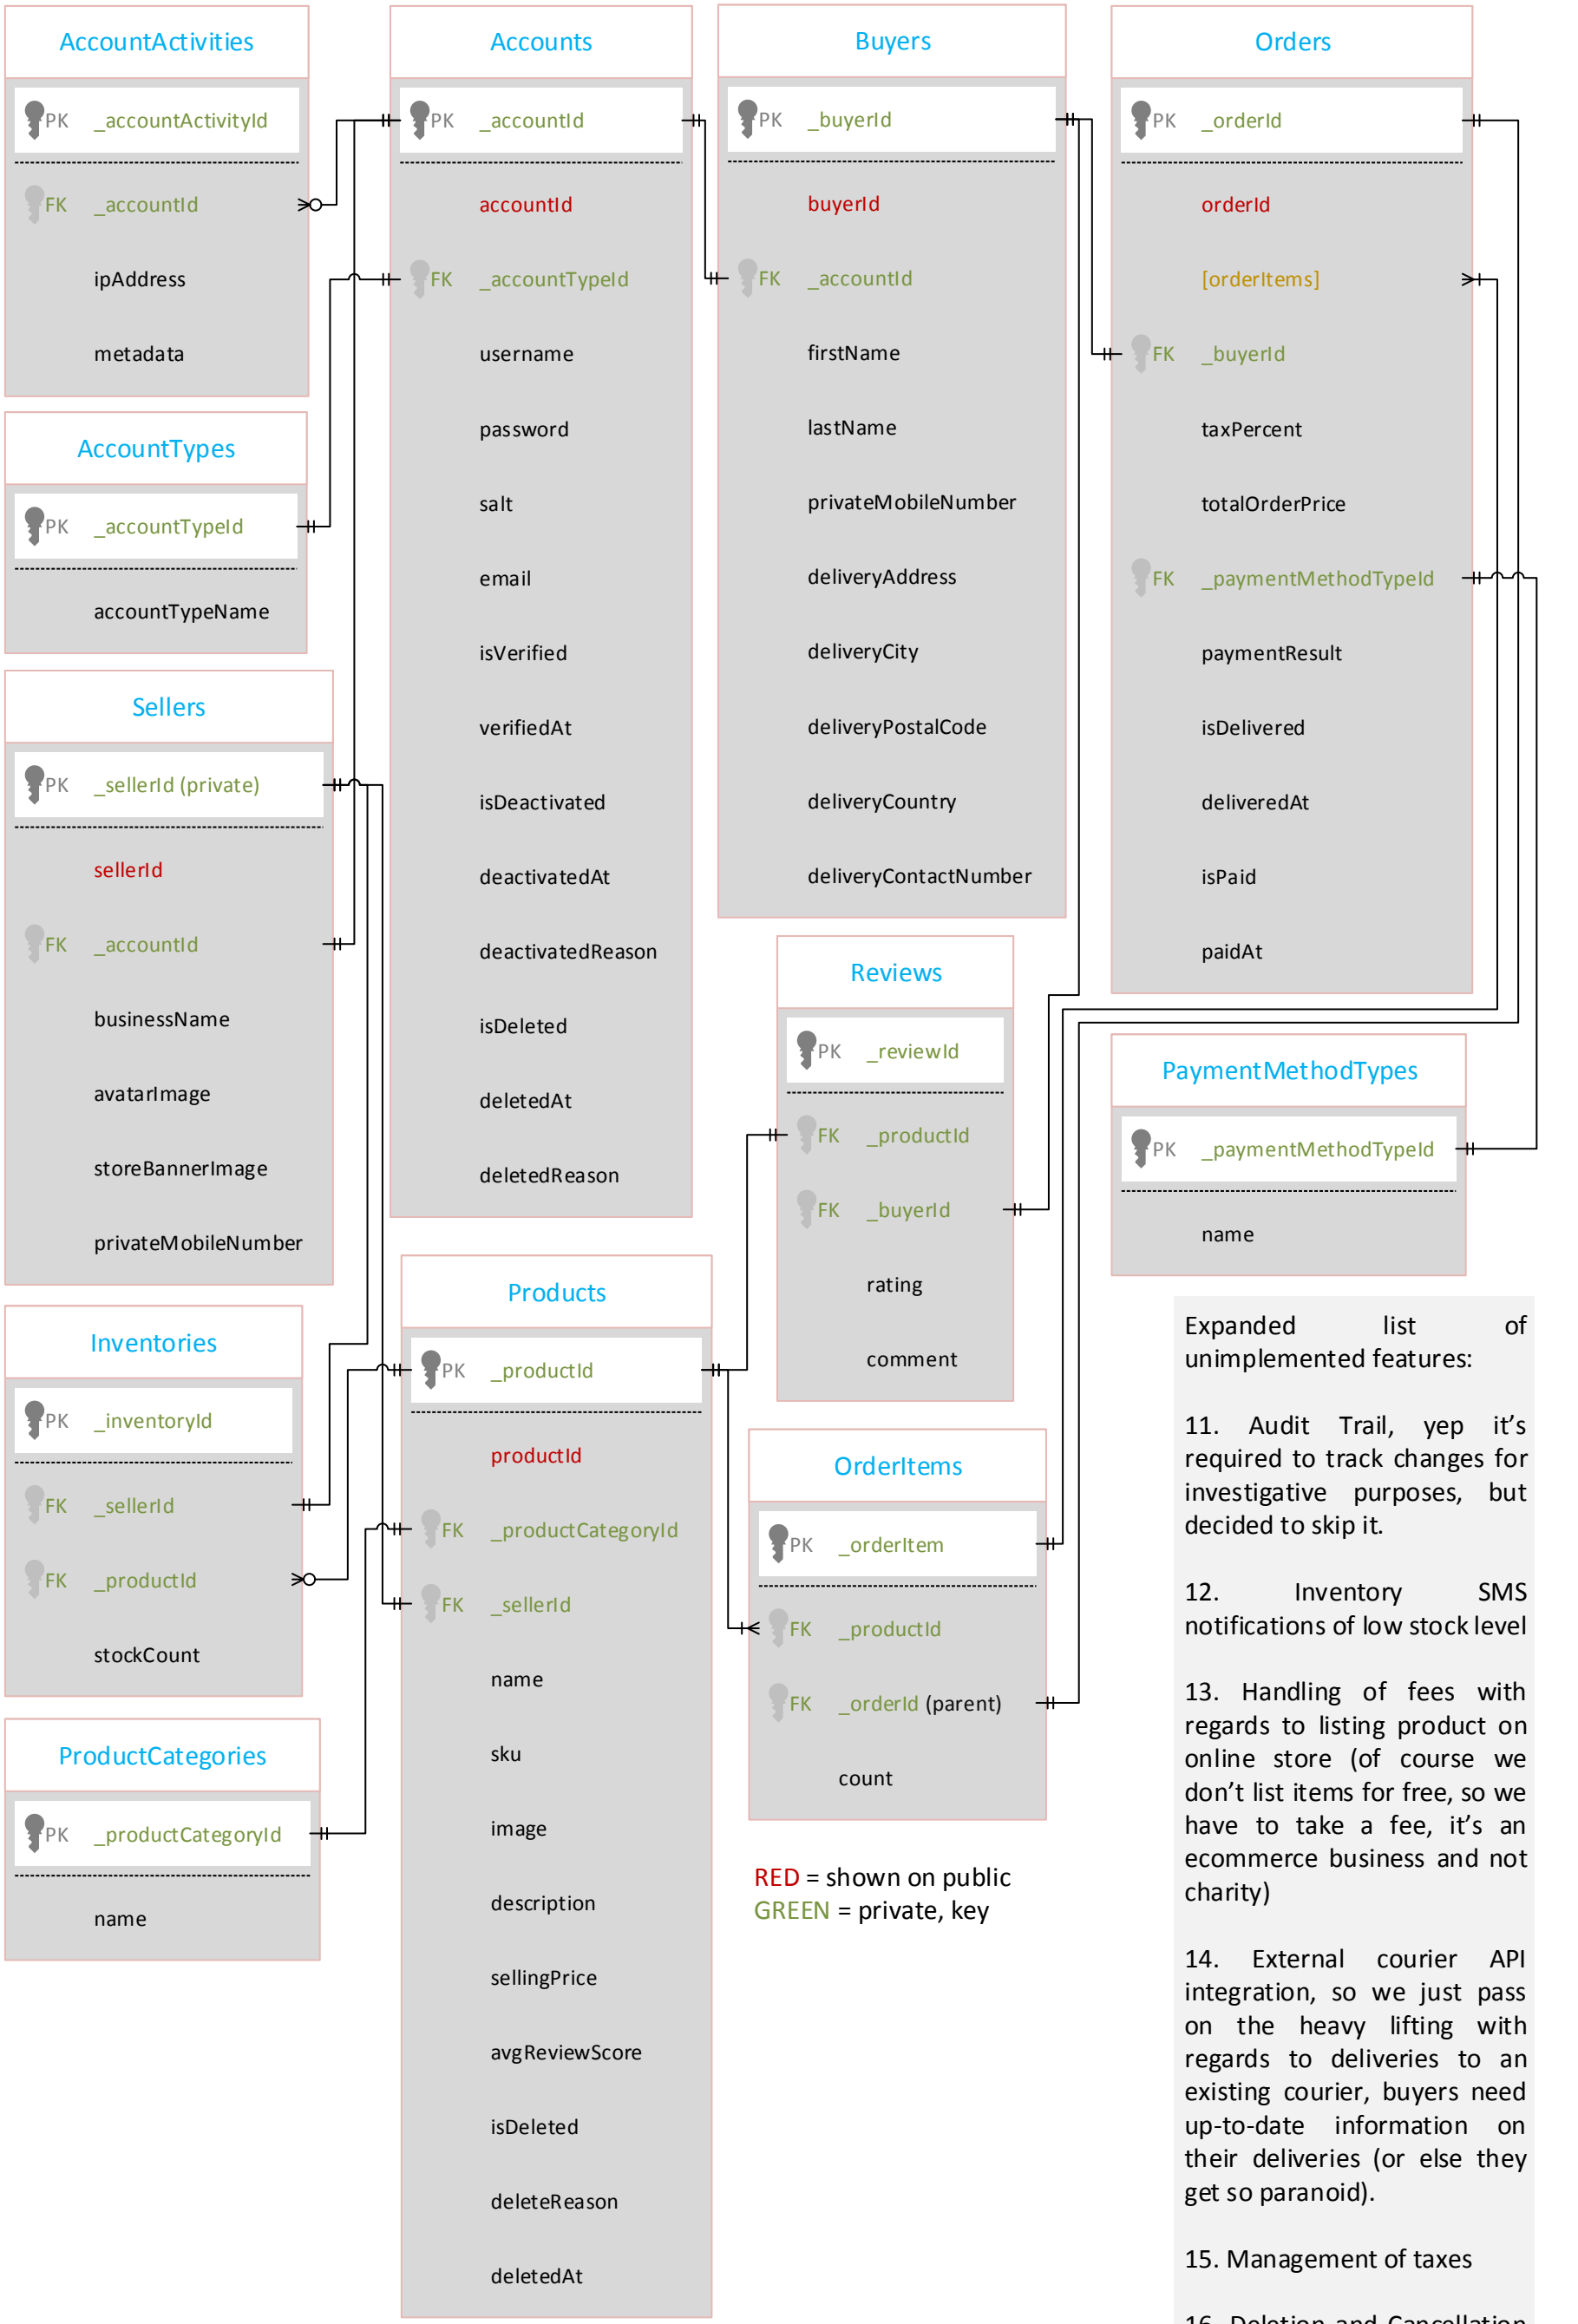 AccountActivities
PK _accountActivityId
FK _accountId
ipAddress
metadata
AccountTypes
PK _accountTypeId
accountTypeName
Sellers
PK _sellerId (private)
sellerId
FK _accountId
businessName
avatarImage
storeBannerImage
privateMobileNumber
Inventories
PK _inventoryId
FK _sellerId
FK _productId
stockCount
ProductCategories
PK _productCategoryId
name
Accounts
PK _accountId
accountId
FK _accountTypeId
username
password
salt
email
isVerified
verifiedAt
isDeactivated
deactivatedAt
deactivatedReason
isDeleted
deletedAt
deletedReason
Products
PK _productId
productId
FK _productCategoryId
FK _sellerId
name
sku
image
description
sellingPrice
avgReviewScore
isDeleted
deleteReason
deletedAt
Buyers
PK _buyerId
buyerId
FK _accountId
firstName
lastName
privateMobileNumber
deliveryAddress
deliveryCity
deliveryPostalCode
deliveryCountry
deliveryContactNumber
Reviews
PK _reviewId
FK _productId
FK _buyerId
rating
comment
OrderItems
PK _orderItem
FK _productId
FK _orderId (parent)
count
RED = shown on public
GREEN = private, key
Orders
PK _orderId
orderId
[orderItems]
FK _buyerId
taxPercent
totalOrderPrice
FK _paymentMethodTypeId
paymentResult
isDelivered
deliveredAt
isPaid
paidAt
PaymentMethodTypes
PK _paymentMethodTypeId
name
Expanded list of
unimplemented features:
11. Audit Trail, yep it’s
required to track changes for
investigative purposes, but
decided to skip it.
12. Inventory SMS
notifications of low stock level
13. Handling of fees with
regards to listing product on
online store (of course we
don’t list items for free, so we
have to take a fee, it’s an
ecommerce business and not
charity)
14. External courier API
integration, so we just pass
on the heavy lifting with
regards to deliveries to an
existing courier, buyers need
up-to-date information on
their deliveries (or else they
get so paranoid).
15. Management of taxes
16. Deletion and Cancellation